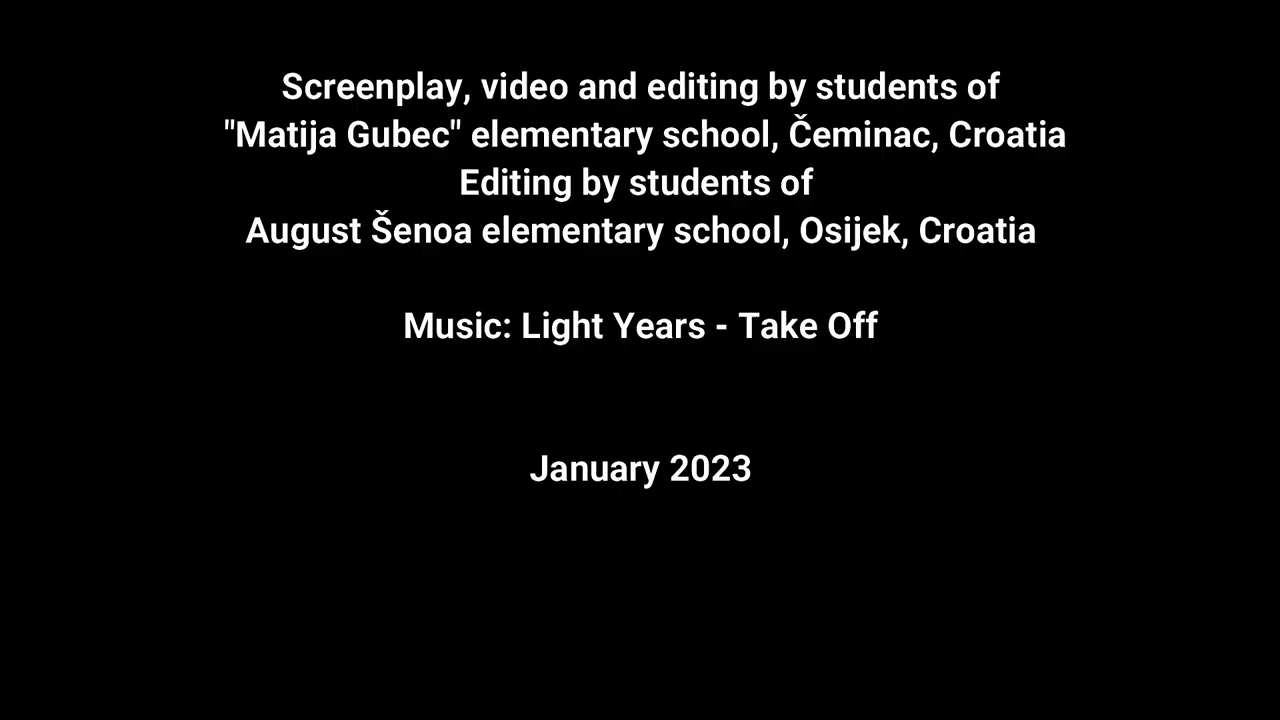 Screenplay, video and editing by students of
"Matija Gubec" elementary school, Čeminac, Croatia
Editing by students of
August Šenoa elementary school, Osijek, Croatia
Music: Light Years - Take Off
January 2023